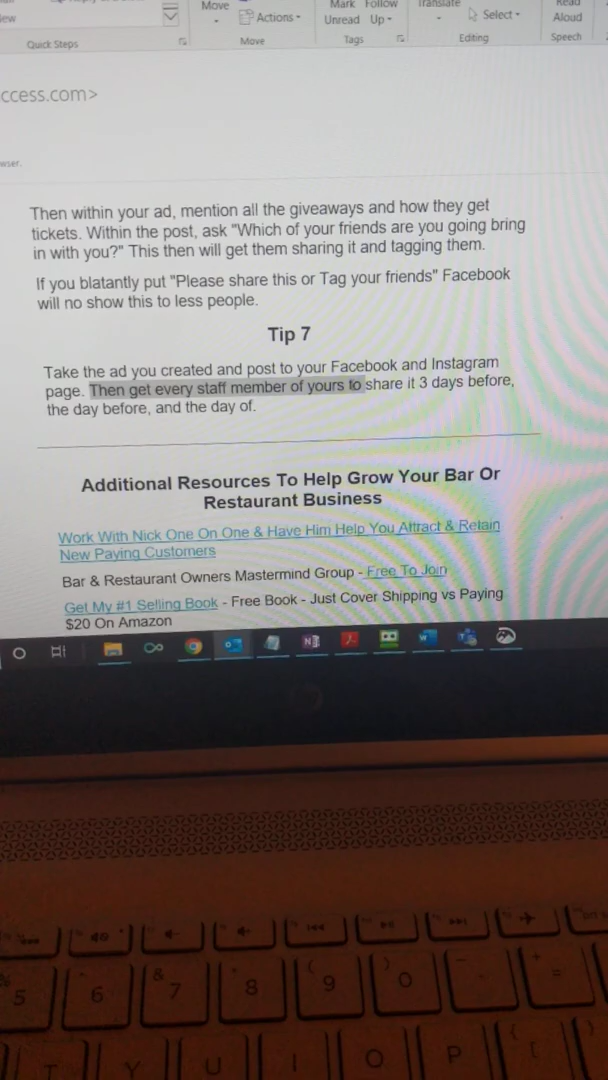 Move
Mark Follow
Translate
Read
Actions
Unread Up
Select
Aloud
Quick Steps
Move
Tags
Editing
Speech
ccess.com>
wser.
Then within your ad, mention all the giveaways and how they get
tickets. Within the post, ask "Which of your friends are you going bring
in with you?" This then will get them sharing it and tagging them.
If you blatantly put "Please share this or Tag your friends" Facebook
will no show this to less people.
Tip 7
Take the ad you created and post to your Facebook and Instagram
page. Then get every staff member of yours to share it 3 days before,
the day before, and the day of.
Additional Resources To Help Grow Your Bar Or
Restaurant Business
Work With Nick One On One & Have Him Help You Attract & Retain
New Paying Customers
Bar & Restaurant Owners Mastermind Group - Free To Join
Get My #1 Selling Book - Free Book - Just Cover Shipping vs Paying
$20 On Amazon
% 5 6 & 7 * 8 ( 9 ) 0 - + =
T Y U I O P { [